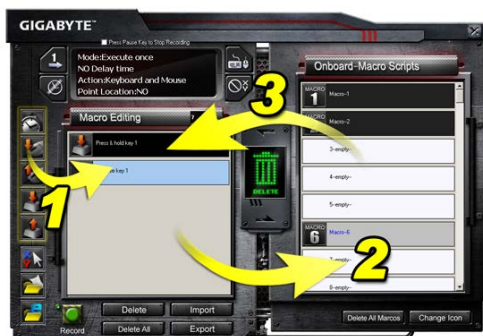 GIGABYTE™
Press Pause Key to Stop Recording
Mode:Execute once
NO Delay time
Action:Keyboard and Mouse
Point Location:NO
Onboard-Macro Scripts
MACRO
1
Macro-1
Macro-2
3-empty-
4-empty-
5-empty-
MACRO
6
Macro-6
8-empty-
Delete All Marcos
Change Icon
Macro Editing
?
Press & hold key 1
key 1
DELETE
1
2
3
Record
Delete
Import
Delete All
Export